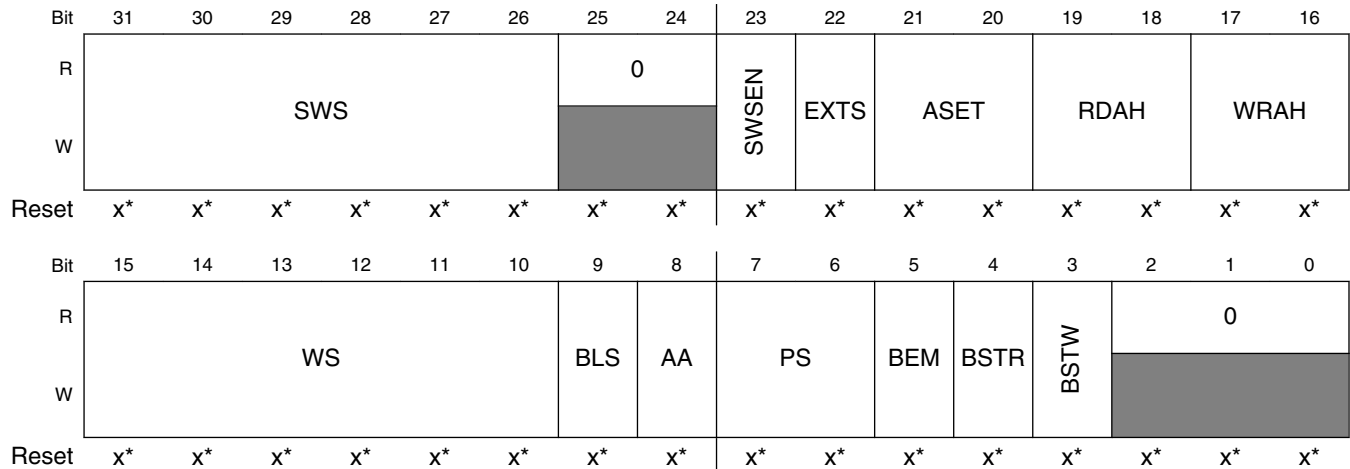 Bit 31 30 29 28 27 26 25 24 23 22 21 20 19 18 17 16
R 0
SWS SWSEN EXTS ASET RDAH WRAH
W
Reset x* x* x* x* x* x* x* x* x* x* x* x* x* x* x* x*
Bit 15 14 13 12 11 10 9 8 7 6 5 4 3 2 1 0
R 0
WS BLS AA PS BEM BSTR BSTW
W
Reset x* x* x* x* x* x* x* x* x* x* x* x* x* x* x* x*